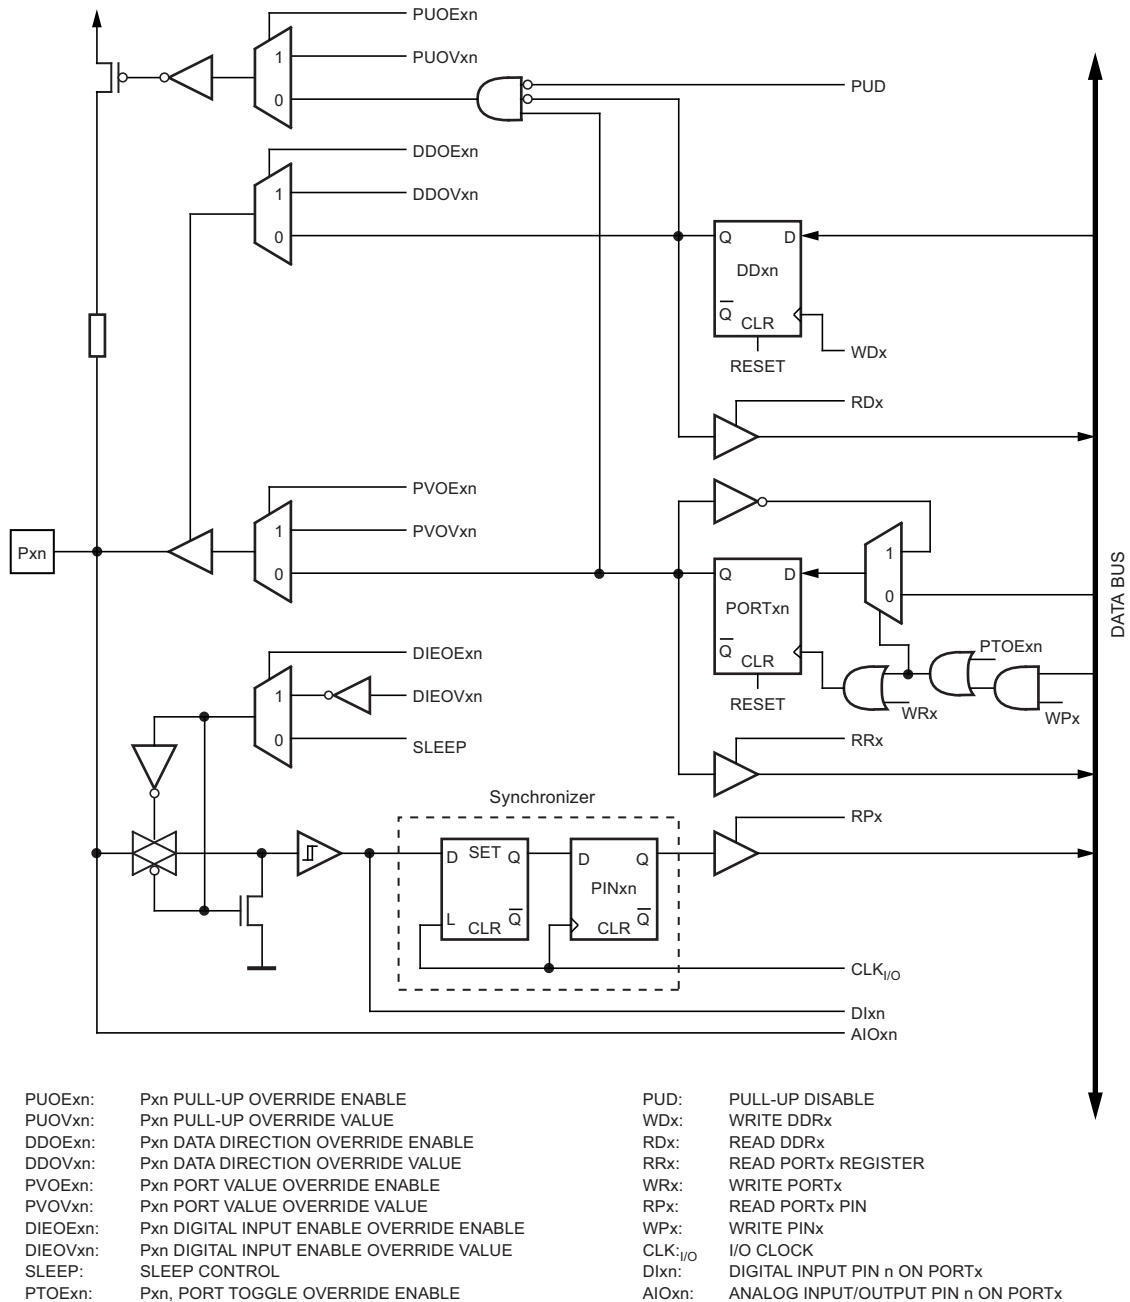 PUOExn
PUOVxn
1
0
PUD
DDOExn
DDOVxn
1
0
Q D
DDxn
Q
CLR
RESET
WDx
RDx
PVOExn
PVOVxn
1
0
Pxn
1
0
Q D
PORTxn
Q
CLR
RESET
PTOExn
WRx
WPx
DATA BUS
DIEOExn
DIEOVxn
SLEEP
1
0
RRx
Synchronizer
RPx
D SET Q
L CLR Q
D Q
PINxn
CLR Q
CLKI/O
DIxn
AIOxn
PUOExn: Pxn PULL-UP OVERRIDE ENABLE
PUOVxn: Pxn PULL-UP OVERRIDE VALUE
DDOExn: Pxn DATA DIRECTION OVERRIDE ENABLE
DDOVxn: Pxn DATA DIRECTION OVERRIDE VALUE
PVOExn: Pxn PORT VALUE OVERRIDE ENABLE
PVOVxn: Pxn PORT VALUE OVERRIDE VALUE
DIEOExn: Pxn DIGITAL INPUT ENABLE OVERRIDE ENABLE
DIEOVxn: Pxn DIGITAL INPUT ENABLE OVERRIDE VALUE
SLEEP: SLEEP CONTROL
PTOExn: Pxn, PORT TOGGLE OVERRIDE ENABLE
PUD: PULL-UP DISABLE
WDx: WRITE DDRx
RDx: READ DDRx
RRx: READ PORTx REGISTER
WRx: WRITE PORTx
RPx: READ PORTx PIN
WPx: WRITE PINx
CLK:I/O I/O CLOCK
DIxn: DIGITAL INPUT PIN n ON PORTx
AIOxn: ANALOG INPUT/OUTPUT PIN n ON PORTx